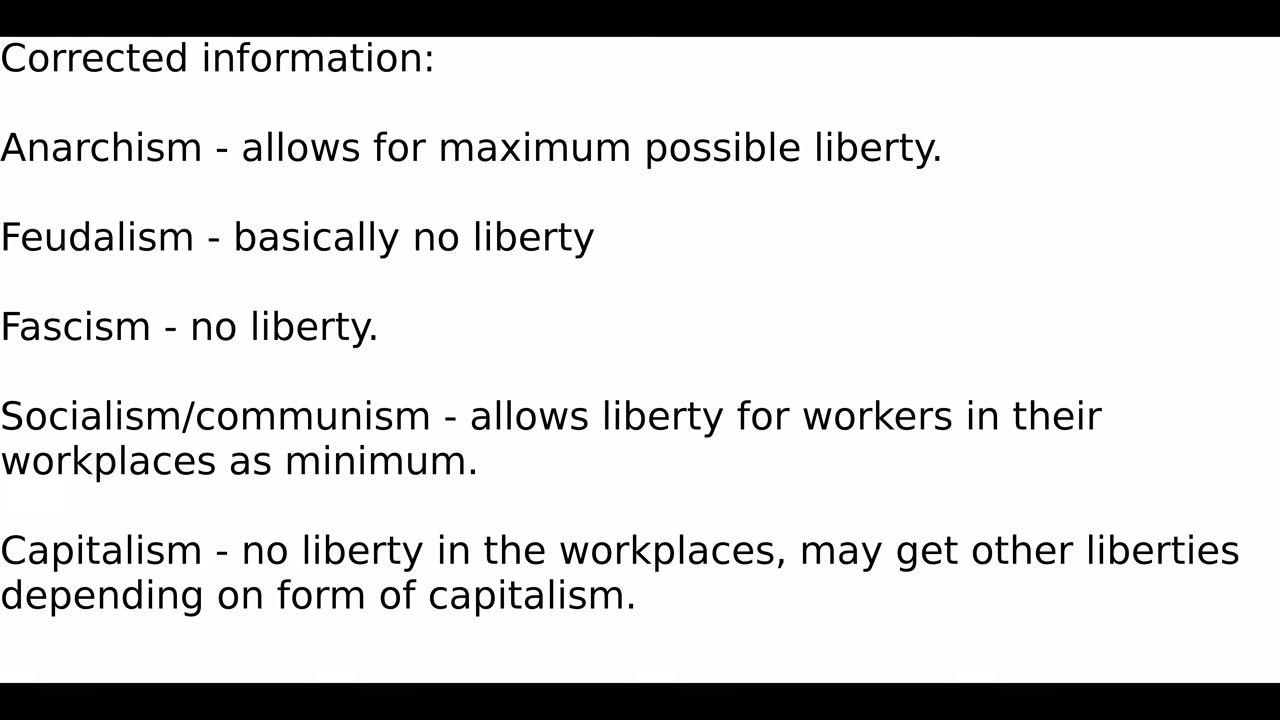 Corrected information:
Anarchism - allows for maximum possible liberty.
Feudalism - basically no liberty
Fascism - no liberty.
Socialism/communism - allows liberty for workers in their
workplaces as minimum.
Capitalism - no liberty in the workplaces, may get other liberties
depending on form of capitalism.